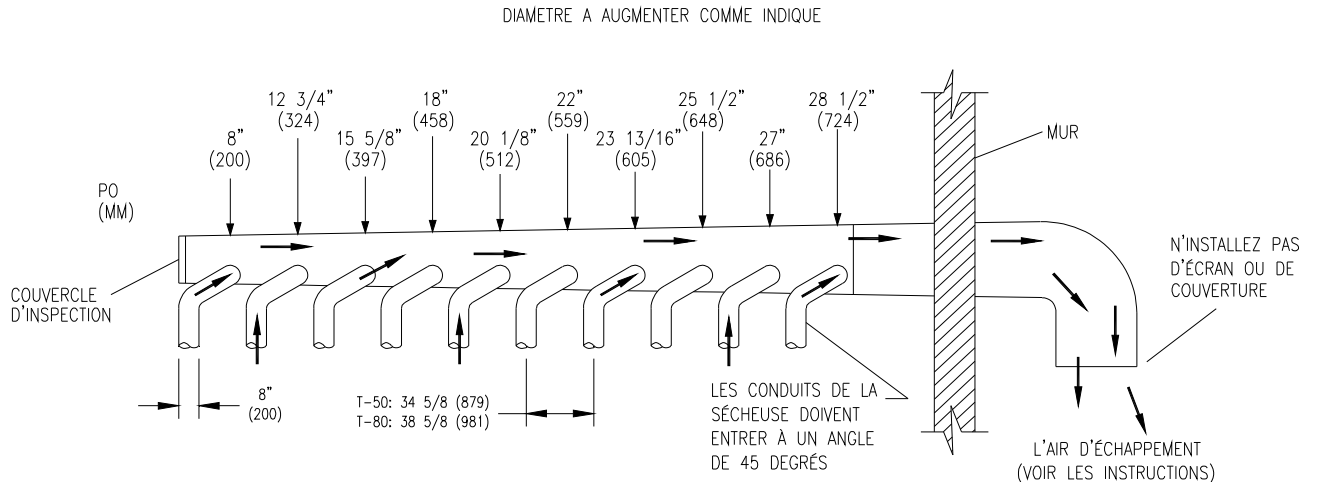 DIAMETRE A AUGMENTER COMME INDIQUE
8”
(200)
12 3/4”
(324)
15 5/8”
(397)
18”
(458)
20 1/8”
(512)
22”
(559)
23 13/16”
(605)
25 1/2”
(648)
27”
(686)
28 1/2”
(724)
MUR
PO
(MM)
COUVERCLE
D'INSPECTION
N'INSTALLEZ PAS
D'ÉCRAN OU DE
COUVERTURE
8”
(200)
T-50: 34 5/8 (879)
T-80: 38 5/8 (981)
LES CONDUITS DE LA
SÉCHEUSE DOIVENT
ENTRER À UN ANGLE
DE 45 DEGRÉS
L'AIR D'ÉCHAPPEMENT
(VOIR LES INSTRUCTIONS)